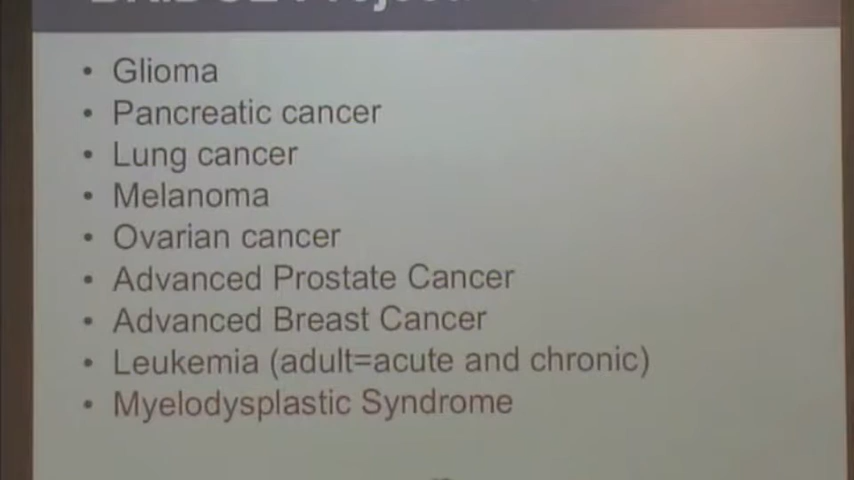 • Glioma
• Pancreatic cancer
• Lung cancer
• Melanoma
• Ovarian cancer
• Advanced Prostate Cancer
• Advanced Breast Cancer
• Leukemia (adult=acute and chronic)
• Myelodysplastic Syndrome